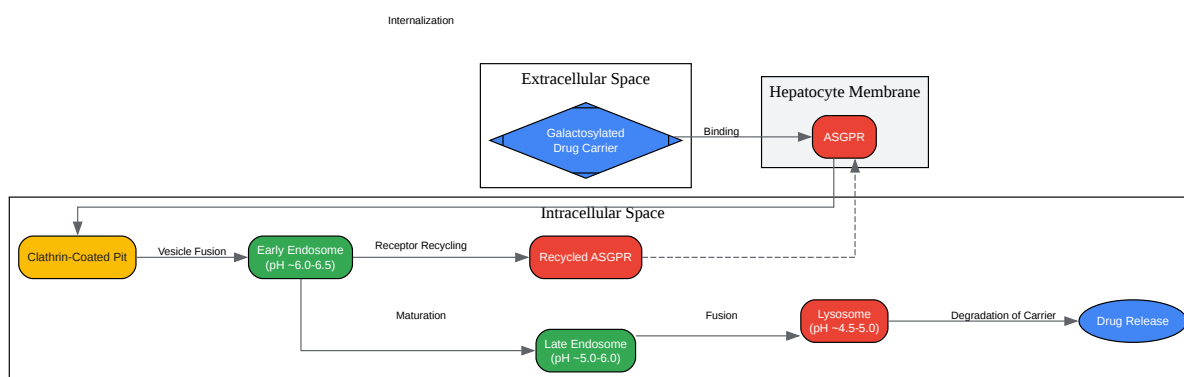 Internalization
Extracellular Space
Hepatocyte Membrane
Galactosylated
Drug Carrier
Binding
ASGPR
Intracellular Space
Clathrin-Coated Pit
Vesicle Fusion
Early Endosome
(pH ~6.0-6.5)
Receptor Recycling
Recycled ASGPR
Maturation
Late Endosome
(pH ~5.0-6.0)
Fusion
Lysosome
(pH ~4.5-5.0)
Degradation of Carrier
Drug Release